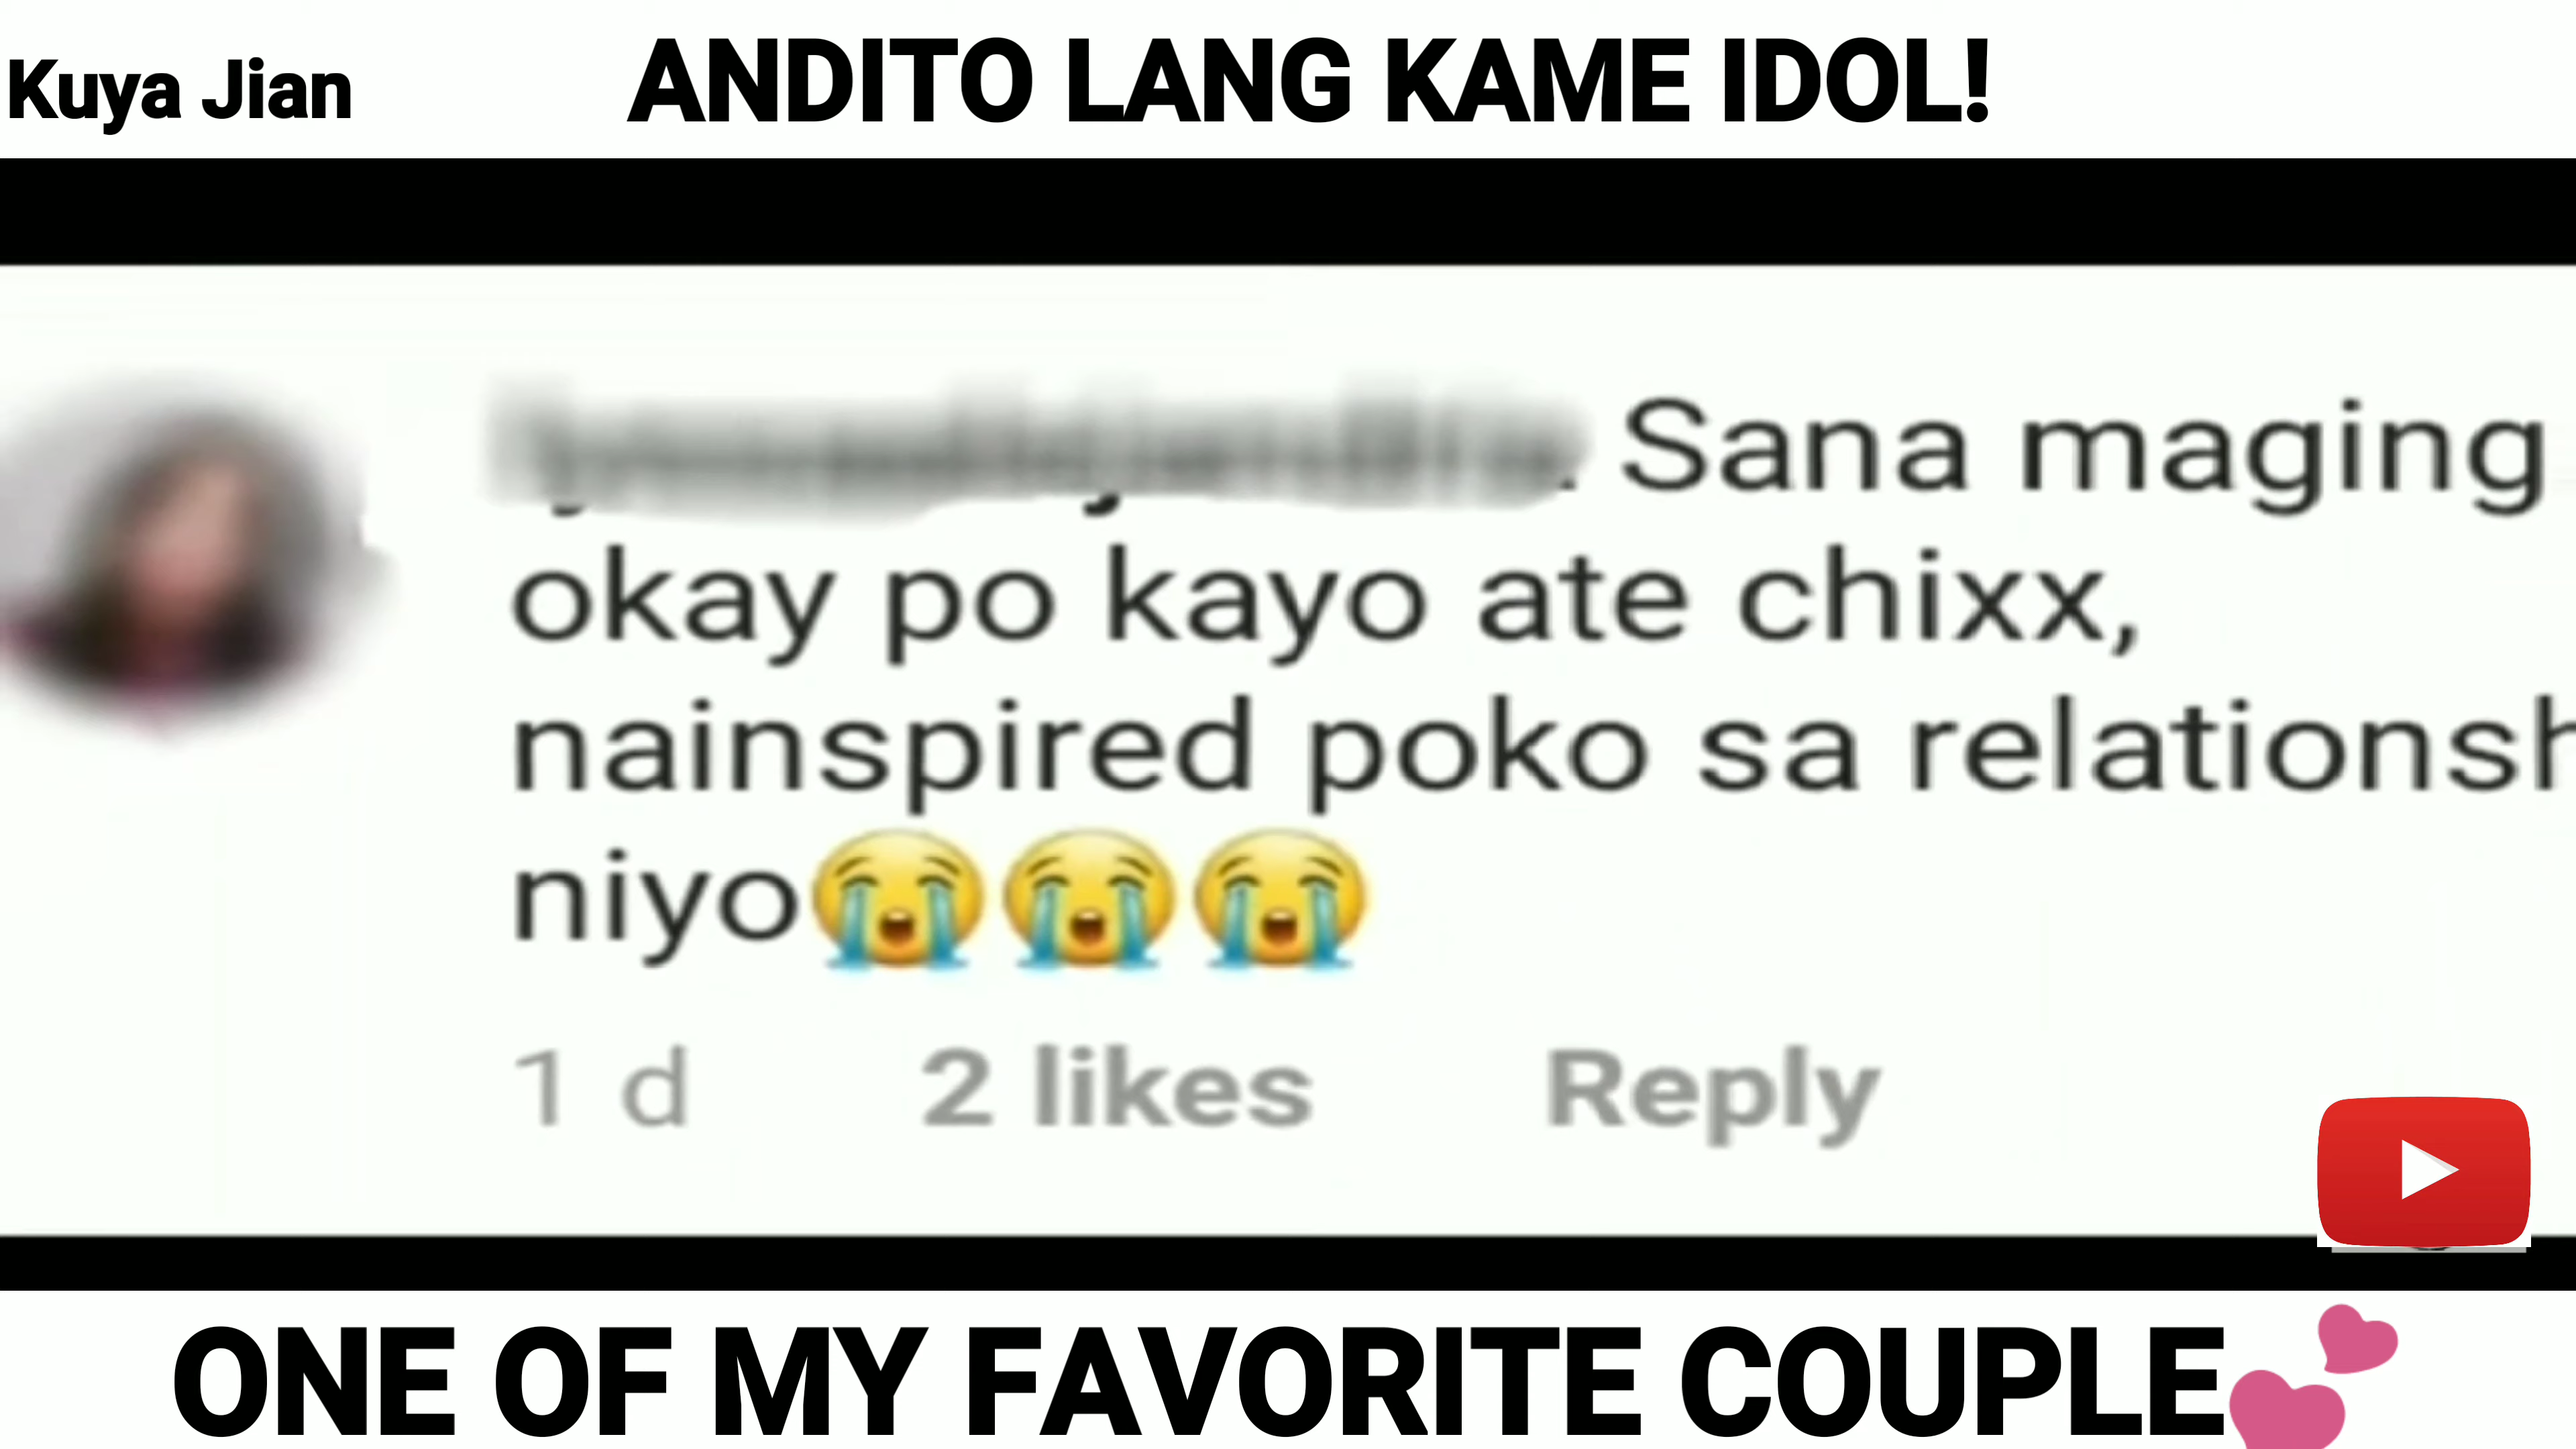 Kuya Jian
ANDITO LANG KAME IDOL!
Sana maging
okay po kayo ate chixx,
nainspired poko sa relationsh
niyo😭😭😭
1 d 2 likes Reply
ONE OF MY FAVORITE COUPLE💕